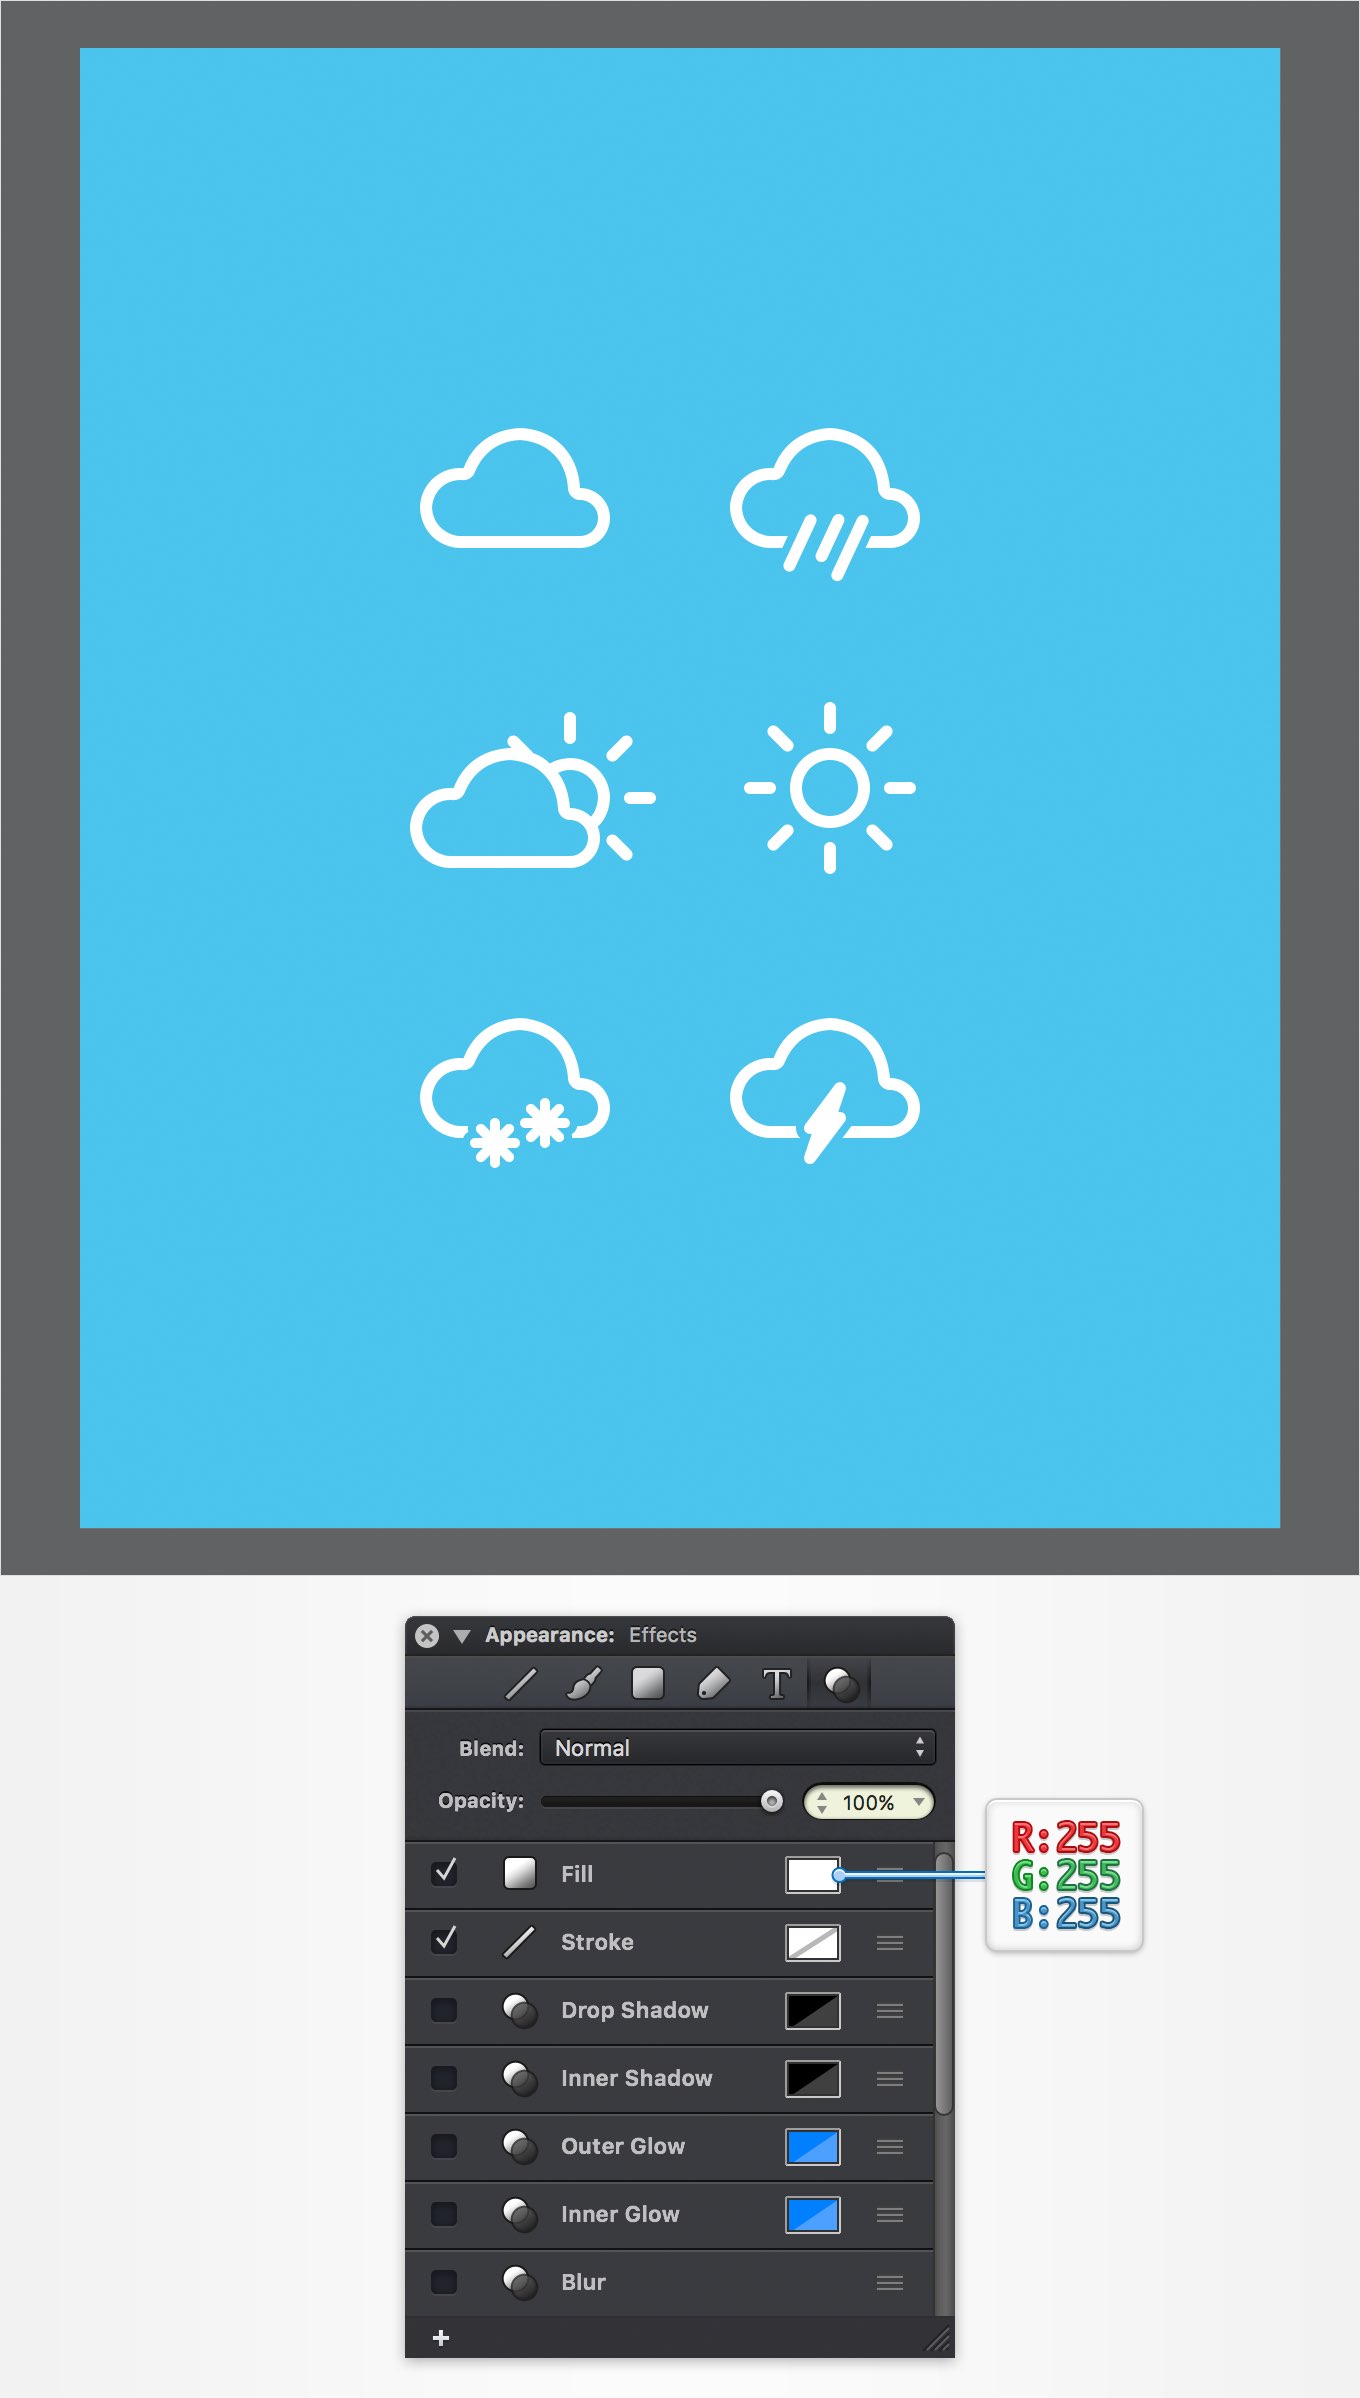 Appearance: Effects
T
Blend: Normal
Opacity: 100%
Fill
Stroke
Drop Shadow
Inner Shadow
Outer Glow
Inner Glow
Blur
+
R:255
G:255
B:255